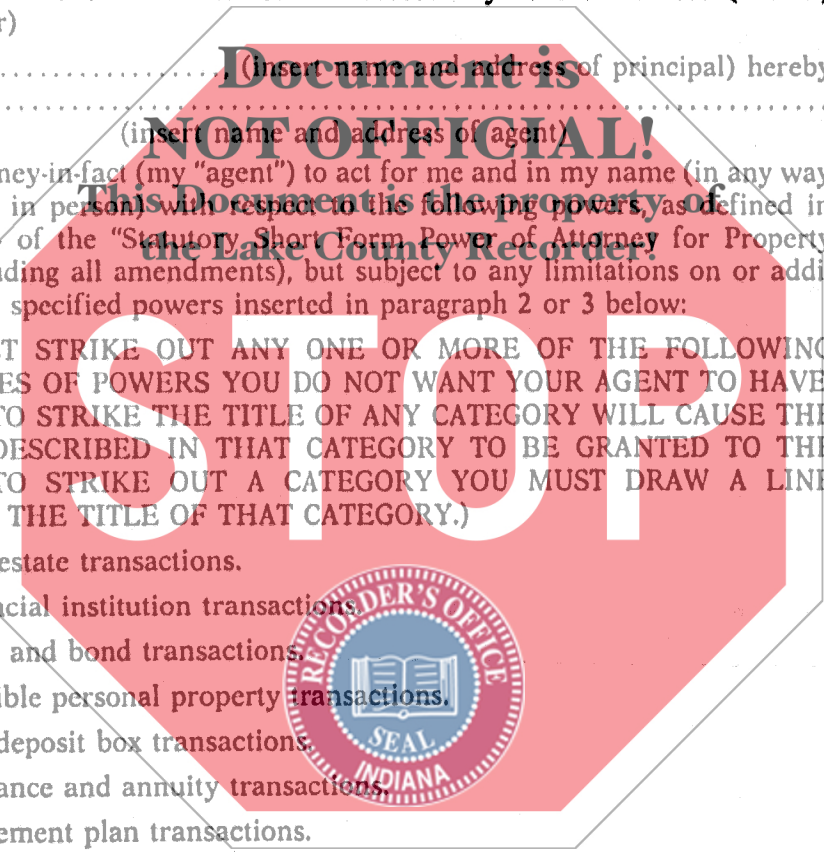 r)
, (insert name and address of principal) hereby
(insert name and address of agent)
ney-in-fact (my “agent”) to act for me and in my name (in any way
in person) with respect to the following powers, as defined in
of the “Statutory Short Form Power of Attorney for Property
ding all amendments), but subject to any limitations on or addi
specified powers inserted in paragraph 2 or 3 below:
T STRIKE OUT ANY ONE OR MORE OF THE FOLLOWING
ES OF POWERS YOU DO NOT WANT YOUR AGENT TO HAVE
TO STRIKE THE TITLE OF ANY CATEGORY WILL CAUSE THE
DESCRIBED IN THAT CATEGORY TO BE GRANTED TO THE
TO STRIKE OUT A CATEGORY YOU MUST DRAW A LINE
THE TITLE OF THAT CATEGORY.)
estate transactions.
ncial institution transactions.
and bond transactions.
ible personal property transactions.
deposit box transactions.
ance and annuity transactions.
ement plan transactions.
Document is
NOT OFFICIAL!
This Document is the property of
the Lake County Recorder!
STOP
RECORDER'S OFFICE
SEAL
INDIANA